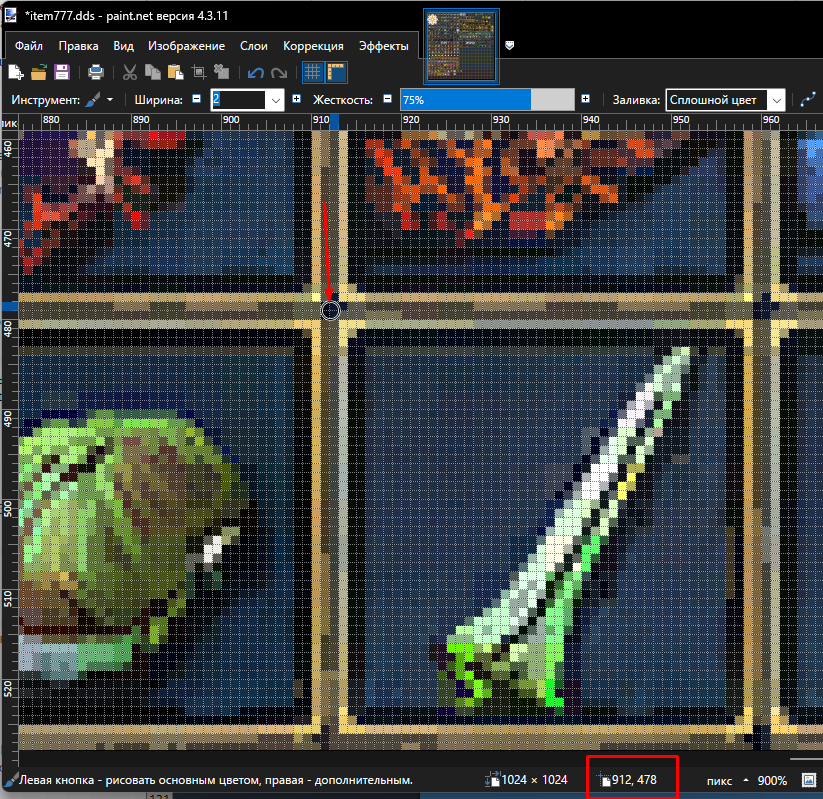 *item777.dds - paint.net версия 4.3.11
Файл Правка Вид Изображение Слои Коррекция Эффекты
Инструмент: Ширина: 2 Жесткость: 75% Заливка: Сплошной цвет
ик 880 890 900 910 920 930 940 950 960
460
470
480
490
500
510
520
Левая кнопка - рисовать основным цветом, правая - дополнительным. 1024 × 1024 912, 478 пикс 900%